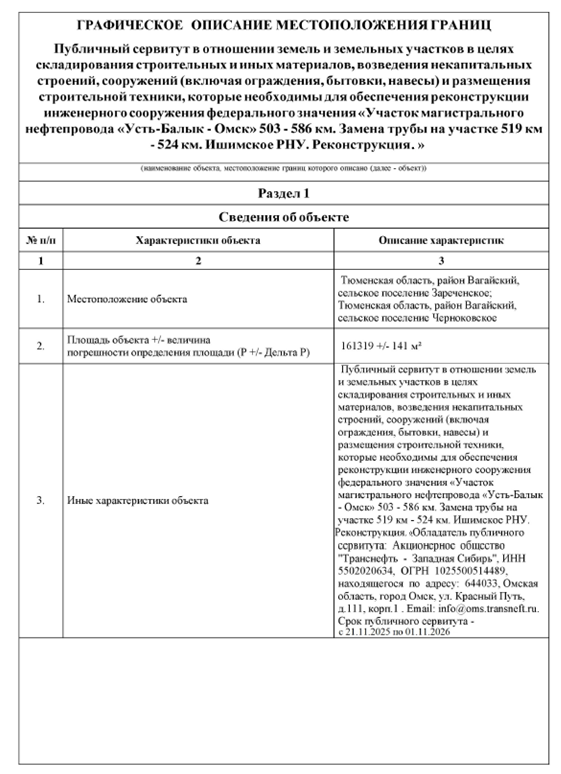 ГРАФИЧЕСКОЕ ОПИСАНИЕ МЕСТОПОЛОЖЕНИЯ ГРАНИЦ
Публичный сервитут в отношении земель и земельных участков в целях
складирования строительных и иных материалов, возведения некапитальных
строений, сооружений (включая ограждения, бытовки, навесы) и размещения
строительной техники, которые необходимы для обеспечения реконструкции
инженерного сооружения федерального значения «Участок магистрального
нефтепровода «Усть-Балык - Омск» 503 - 586 км. Замена трубы на участке 519 км
- 524 км. Ишимское РНУ. Реконструкция. »
(наименование объекта, местоположение границ которого описано (далее - объект))
Раздел 1
Сведения об объекте
№ п/п Характеристики объекта Описание характеристик
1 2 3
1. Местоположение объекта
Тюменская область, район Вагайский,
сельское поселение Зареченское;
Тюменская область, район Вагайский,
сельское поселение Черноковское
2. Площадь объекта +/- величина
погрешности определения площади (Р +/- Дельта Р)
161319 +/- 141 м²
3. Иные характеристики объекта
Публичный сервитут в отношении земель
и земельных участков в целях
складирования строительных и иных
материалов, возведения некапитальных
строений, сооружений (включая
ограждения, бытовки, навесы) и
размещения строительной техники,
которые необходимы для обеспечения
реконструкции инженерного сооружения
федерального значения «Участок
магистрального нефтепровода «Усть-Балык
- Омск» 503 - 586 км. Замена трубы на
участке 519 км - 524 км. Ишимское РНУ.
Реконструкция. «Обладатель публичного
сервитута: Акционерное общество
"Транснефть - Западная Сибирь", ИНН
5502020634, ОГРН 1025500514489,
находящегося по адресу: 644033, Омская
область, город Омск, ул. Красный Путь,
д.111, корп.1 . Email: info@oms.transneft.ru.
Срок публичного сервитута -
с 21.11.2025 по 01.11.2026